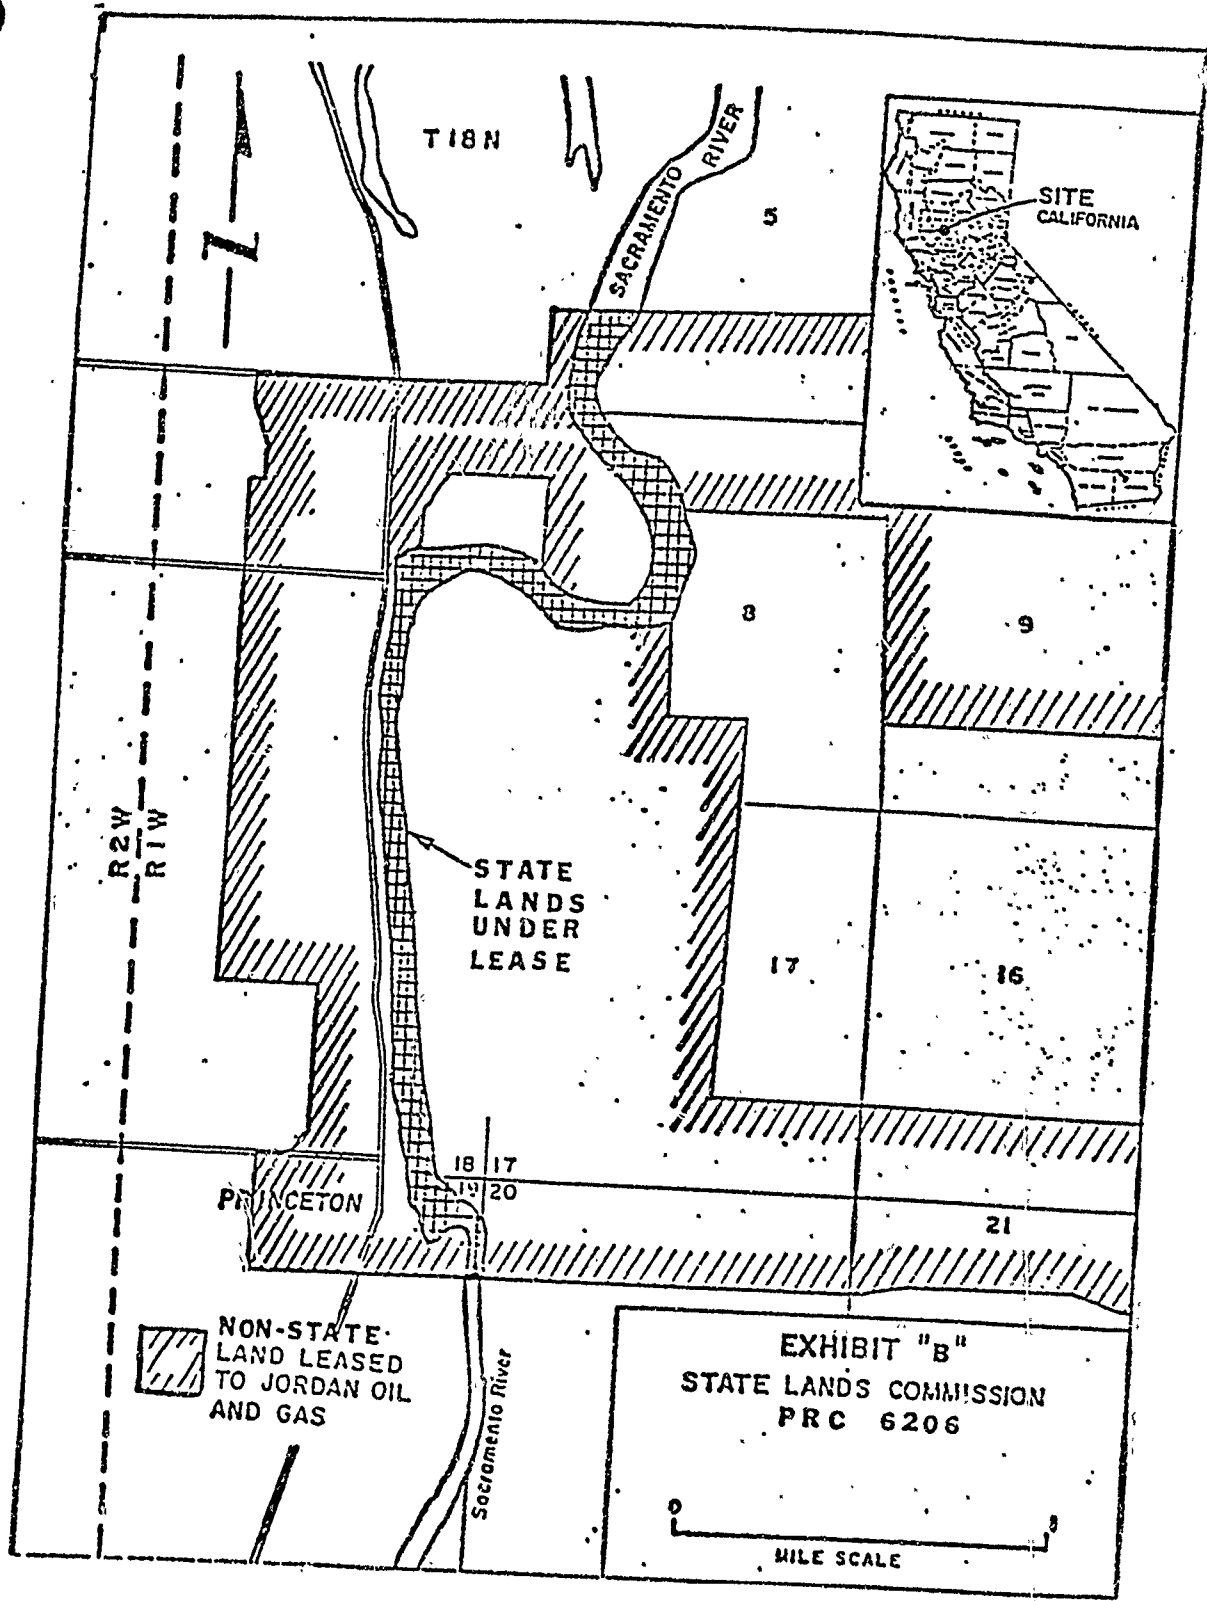 T18N
SACRAMENTO RIVER
5
SITE
CALIFORNIA
8
9
R2W
R1W
STATE
LANDS
UNDER
LEASE
17
16
18 17
19 20
PRINCETON
21
NON-STATE
LAND LEASED
TO JORDAN OIL
AND GAS
Sacramento River
EXHIBIT "B"
STATE LANDS COMMISSION
PRC 6206
0
MILE SCALE